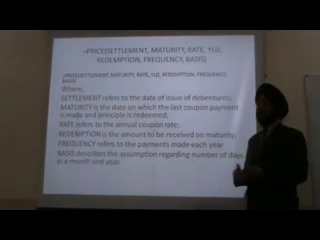 =PRICE(SETTLEMENT, MATURITY, RATE, YLD,
REDEMPTION, FREQUENCY, BASIS)
=PRICE(SETTLEMENT, MATURITY, RATE, YLD, REDEMPTION, FREQUENCY,
BASIS)
Where,
SETTLEMENT refers to the date of issue of debentures;
MATURITY is the date on which the last coupon payment
is made and principle is redeemed;
RATE refers to the annual coupon rate;
REDEMPTION is the amount to be received on maturity;
FREQUENCY refers to the payments made each year
BASIS describes the assumption regarding number of days
in a month and year.